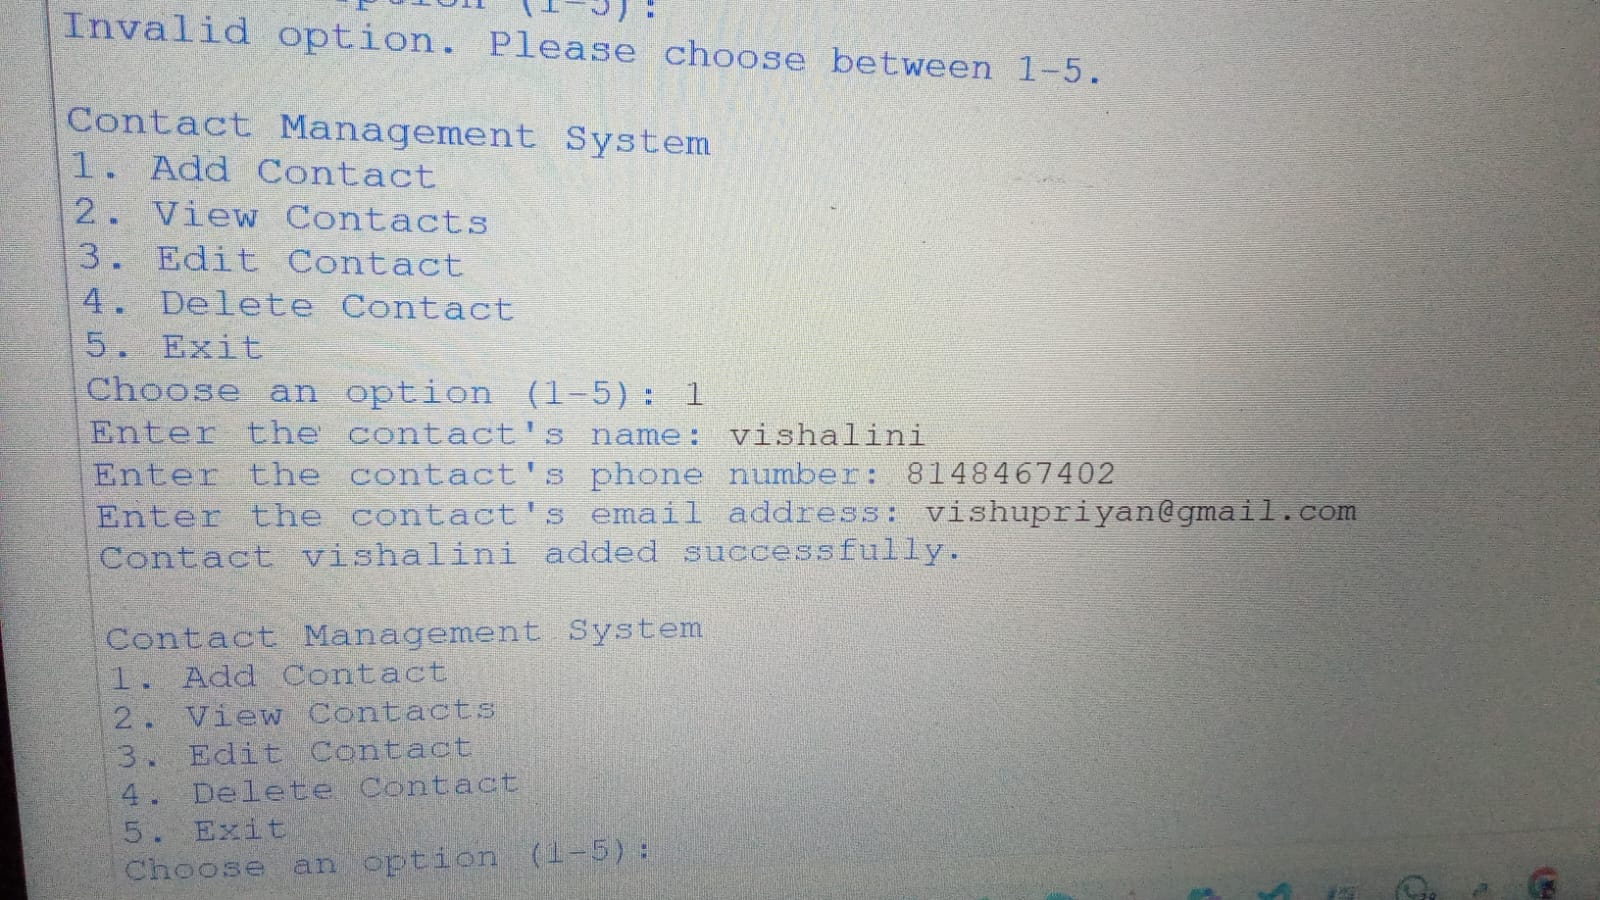 (1-5):
Invalid option. Please choose between 1-5.
Contact Management System
1. Add Contact
2. View Contacts
3. Edit Contact
4. Delete Contact
5. Exit
Choose an option (1-5): 1
Enter the contact's name: vishalini
Enter the contact's phone number: 8148467402
Enter the contact's email address: vishupriyan@gmail.com
Contact vishalini added successfully.
Contact Management System
1. Add Contact
2. View Contacts
3. Edit Contact
4. Delete Contact
5. Exit
Choose an option (1-5):